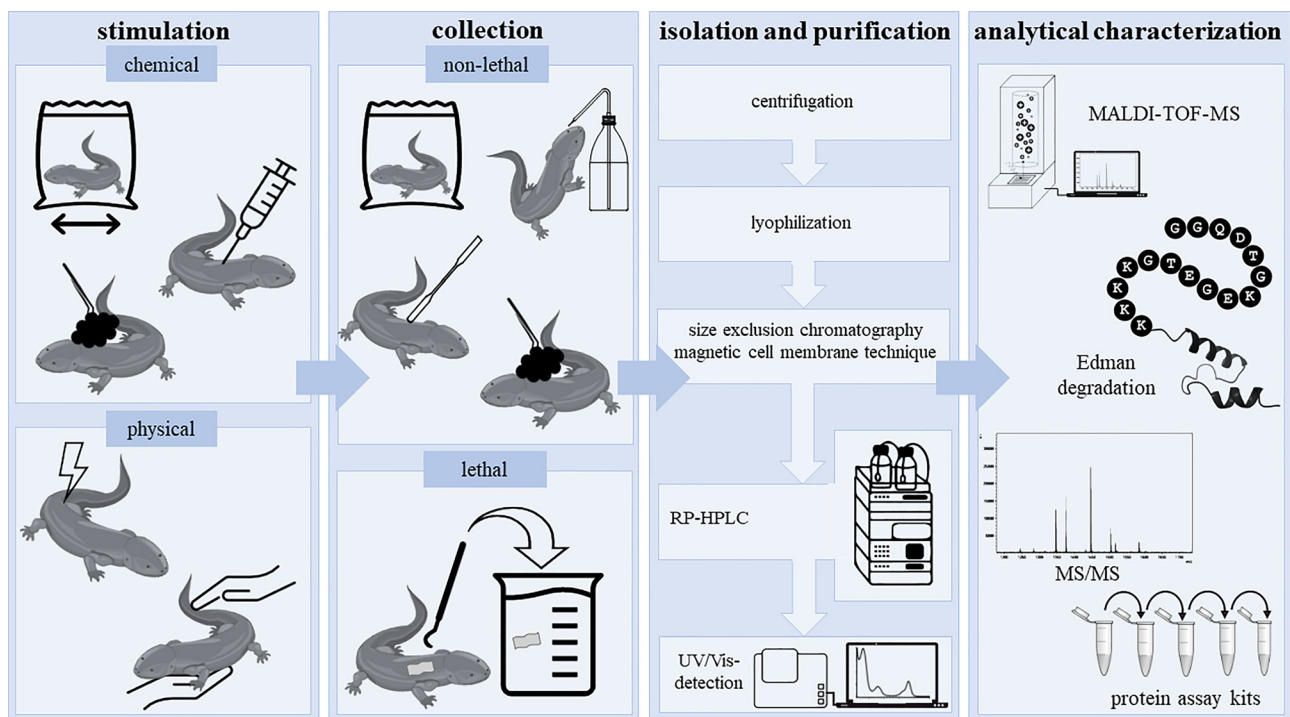 stimulation
chemical
physical
collection
non-lethal
lethal
isolation and purification
centrifugation
lyophilization
size exclusion chromatography
magnetic cell membrane technique
RP-HPLC
UV/Vis-
detection
analytical characterization
MALDI-TOF-MS
G G Q D T G K E G E T G K K K K
Edman
degradation
MS/MS
protein assay kits